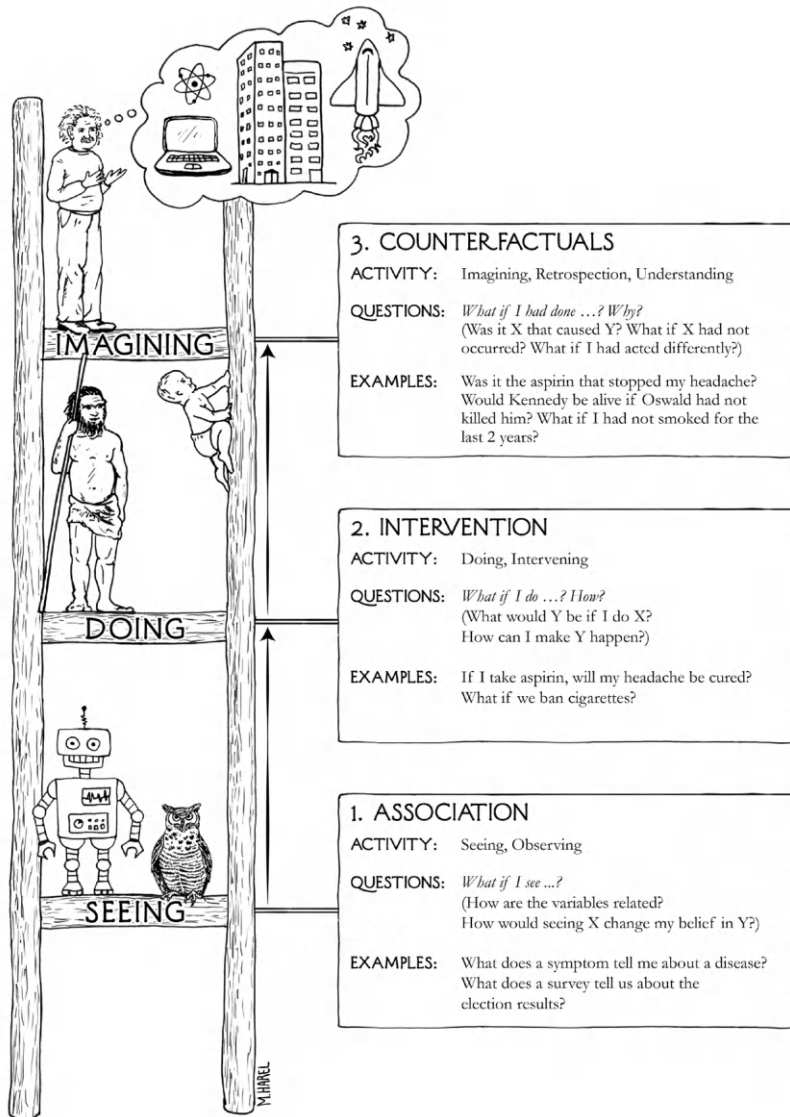 3. COUNTERFACTUALS
ACTIVITY: Imagining, Retrospection, Understanding
QUESTIONS: What if I had done …? Why?
(Was it X that caused Y? What if X had not
occurred? What if I had acted differently?)
EXAMPLES: Was it the aspirin that stopped my headache?
Would Kennedy be alive if Oswald had not
killed him? What if I had not smoked for the
last 2 years?
IMAGINING
2. INTERVENTION
ACTIVITY: Doing, Intervening
QUESTIONS: What if I do …? How?
(What would Y be if I do X?
How can I make Y happen?)
EXAMPLES: If I take aspirin, will my headache be cured?
What if we ban cigarettes?
DOING
1. ASSOCIATION
ACTIVITY: Seeing, Observing
QUESTIONS: What if I see ...?
(How are the variables related?
How would seeing X change my belief in Y?)
EXAMPLES: What does a symptom tell me about a disease?
What does a survey tell us about the
election results?
SEEING
M.HAREL